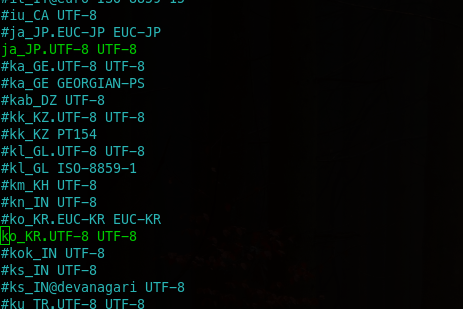 #iu_CA UTF-8
#ja_JP.EUC-JP EUC-JP
ja_JP.UTF-8 UTF-8
#ka_GE.UTF-8 UTF-8
#ka_GE GEORGIAN-PS
#kab_DZ UTF-8
#kk_KZ.UTF-8 UTF-8
#kk_KZ PT154
#kl_GL.UTF-8 UTF-8
#kl_GL ISO-8859-1
#km_KH UTF-8
#kn_IN UTF-8
#ko_KR.EUC-KR EUC-KR
ko_KR.UTF-8 UTF-8
#kok_IN UTF-8
#ks_IN UTF-8
#ks_IN@devanagari UTF-8
#ku_TR.UTF-8 UTF-8